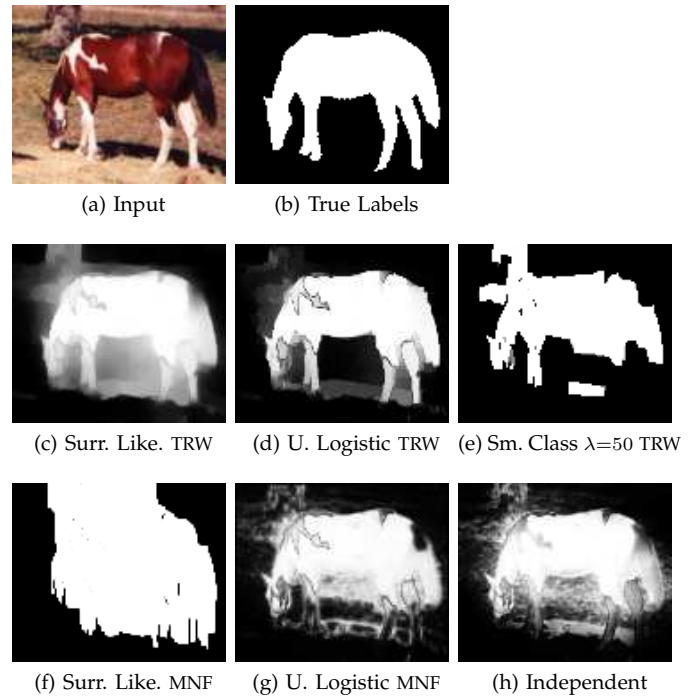 (a) Input
(b) True Labels
(c) Surr. Like. TRW
(d) U. Logistic TRW
(e) Sm. Class λ=50 TRW
(f) Surr. Like. MNF
(g) U. Logistic MNF
(h) Independent